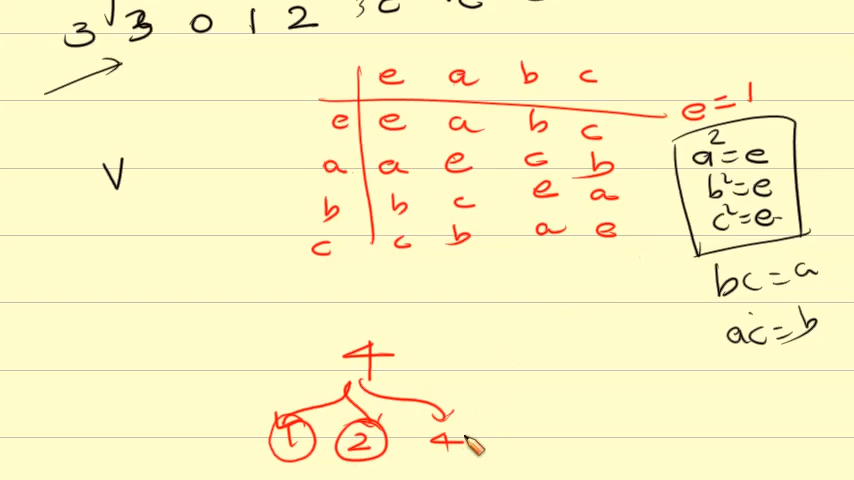 3 3 0 1 2
e a b c
e e a b c
a a e c b
b b c e a
c c b a e
V
e = 1
a² = e
b² = e
c² = e
bc = a
ac = b
4
1 2 4